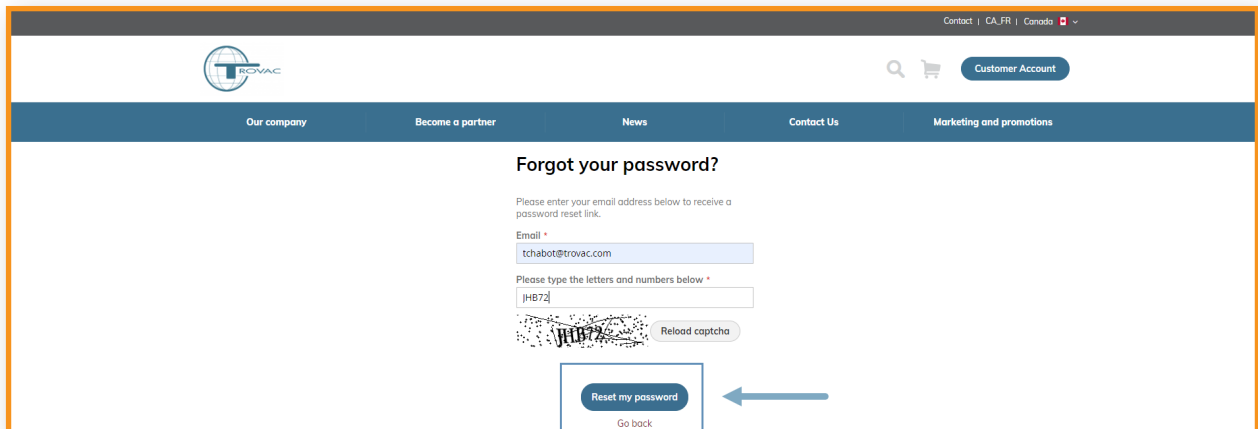 Contact | CA_FR | Canada
TROVAC
Customer Account
Our company Become a partner News Contact Us Marketing and promotions
Forgot your password?
Please enter your email address below to receive a
password reset link.
Email *
tchabot@trovac.com
Please type the letters and numbers below *
JHB72
JHB72
Reload captcha
Reset my password
Go back